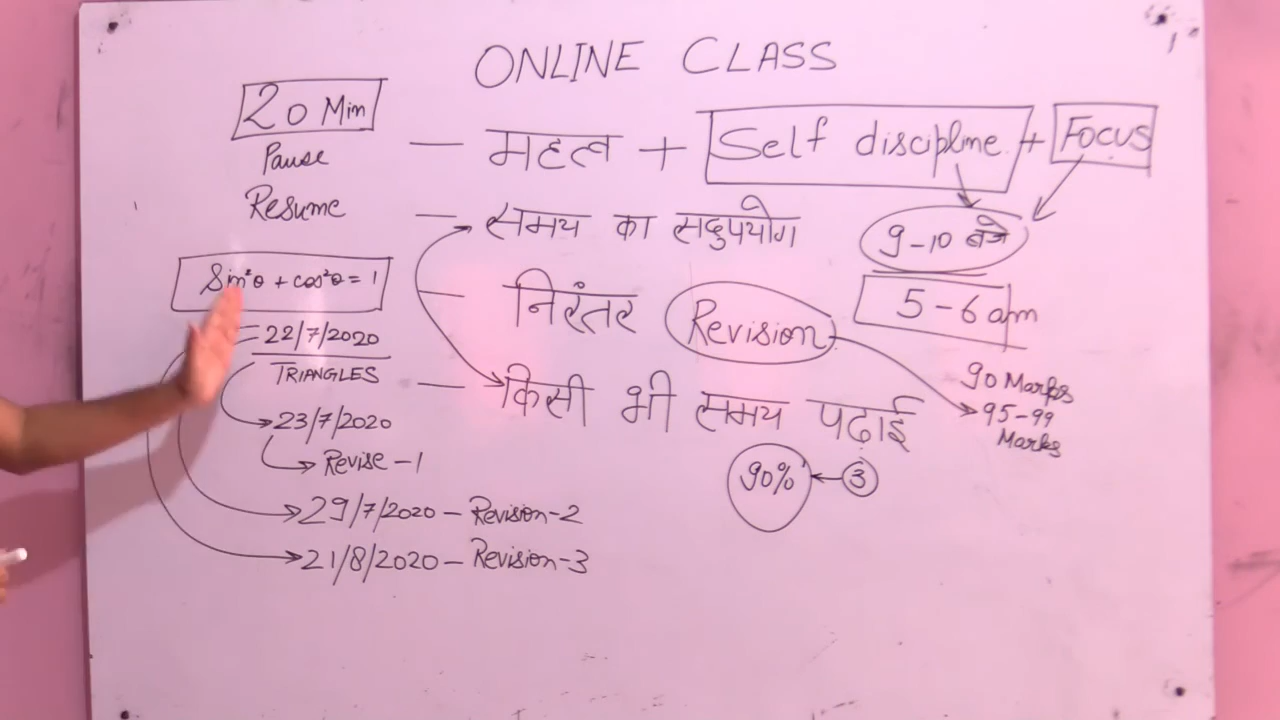 ONLINE CLASS
20 Min
Pause
Resume
— महत्व + Self discipline + Focus
— समय का सदुपयोग
9-10 बजे
— निरंतर Revision
5-6 am
— किसी भी समय पढ़ाई
90 Marks
95-99
Marks
90% ← 3
Sin²θ + cos²θ = 1
22/7/2020
TRIANGLES
23/7/2020
Revise-1
29/7/2020 - Revision-2
21/8/2020 - Revision-3